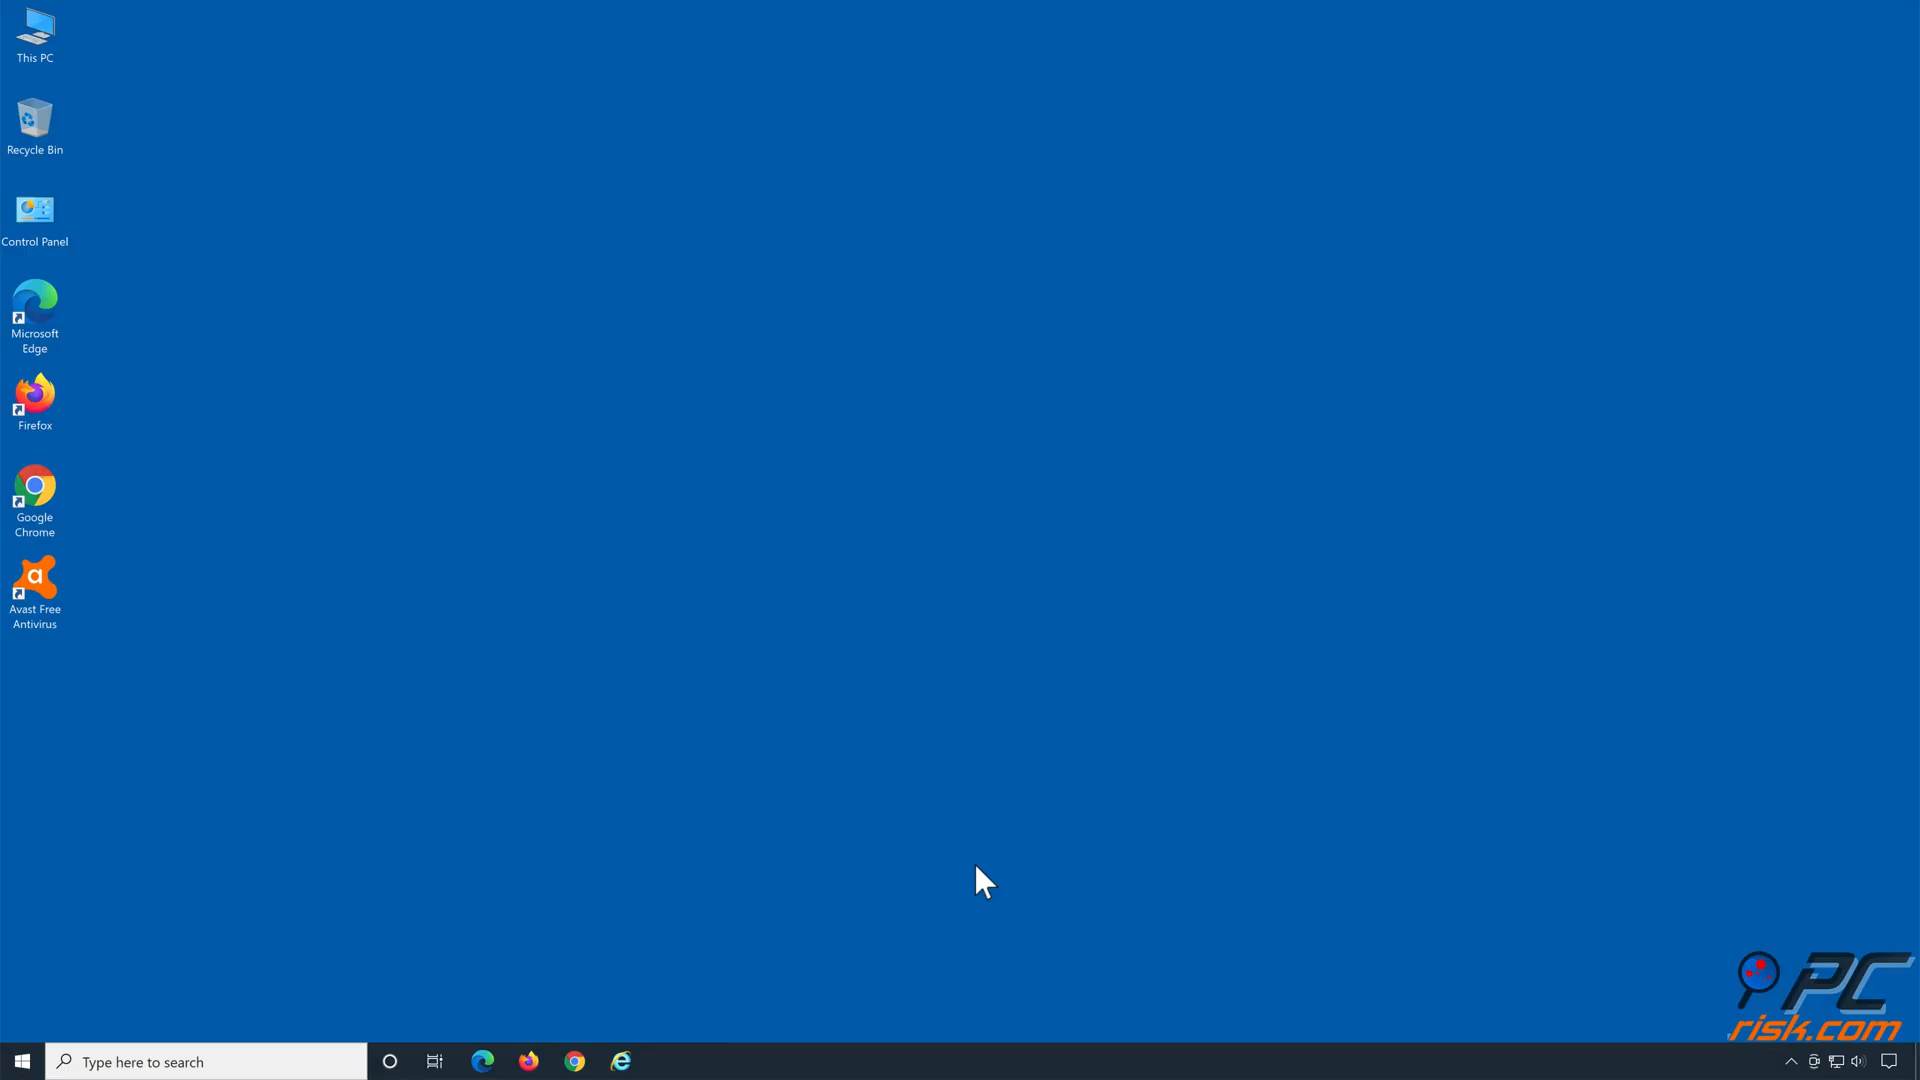 This PC
Recycle Bin
Control Panel
Microsoft
Edge
Firefox
Google
Chrome
a
Avast Free
Antivirus
PC
risk.com
Type here to search